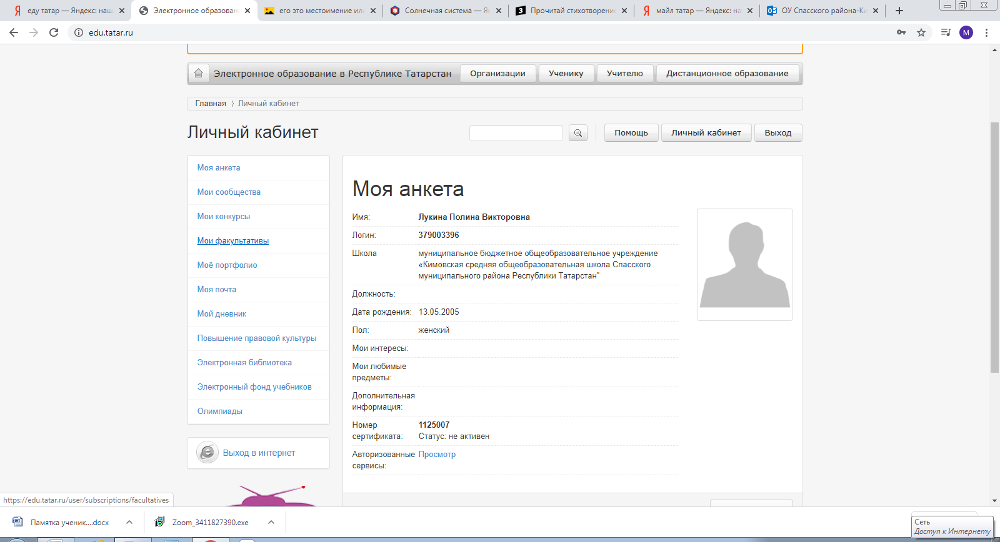 еду татар — Яндекс: наш
Электронное образован
его это местоимение или
Солнечная система — Ян
Прочитай стихотворение
майл татар — Яндекс: на
ОУ Спасского района-Ки
edu.tatar.ru
M
Электронное образование в Республике Татарстан
Организации
Ученику
Учителю
Дистанционное образование
Главная 〉 Личный кабинет
Личный кабинет
Помощь
Личный кабинет
Выход
Моя анкета
Мои сообщества
Мои конкурсы
Мои факультативы
Моё портфолио
Моя почта
Мой дневник
Повышение правовой культуры
Электронная библиотека
Электронный фонд учебников
Олимпиады
Выход в интернет
Моя анкета
Имя: Лукина Полина Викторовна
Логин: 379003396
Школа муниципальное бюджетное общеобразовательное учреждение
«Кимовская средняя общеобразовательная школа Спасского
муниципального района Республики Татарстан"
Должность:
Дата рождения: 13.05.2005
Пол: женский
Мои интересы:
Мои любимые
предметы:
Дополнительная
информация:
Номер 1125007
сертификата: Статус: не активен
Авторизованные Просмотр
сервисы:
https://edu.tatar.ru/user/subscriptions/facultatives
Памятка ученик....docx
Zoom_3411827390.exe
Сеть
Доступ к Интернету